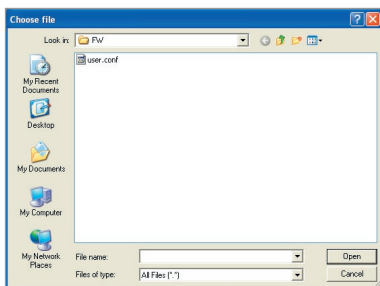 Choose file
Look in:
FW
user.conf
My Recent
Documents
Desktop
My Documents
My Computer
My Network
Places
File name:
Files of type:
All Files (*.*)
Open
Cancel